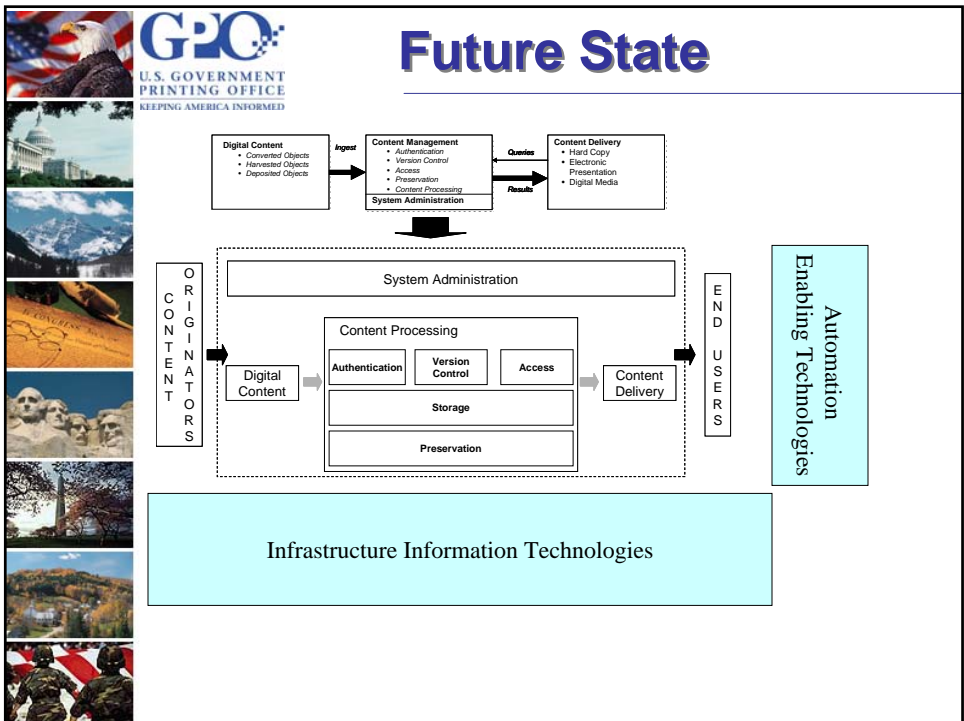 GPO
U.S. GOVERNMENT
PRINTING OFFICE
KEEPING AMERICA INFORMED
Future State
Digital Content
• Converted Objects
• Harvested Objects
• Deposited Objects
Ingest
Content Management
• Authentication
• Version Control
• Access
• Preservation
• Content Processing
System Administration
Queries
Results
Content Delivery
• Hard Copy
• Electronic
Presentation
• Digital Media
CONTENT
ORIGINATORS
System Administration
Digital
Content
Content Processing
Authentication
Version
Control
Access
Storage
Preservation
Content
Delivery
END USERS
Automation
Enabling Technologies
Infrastructure Information Technologies